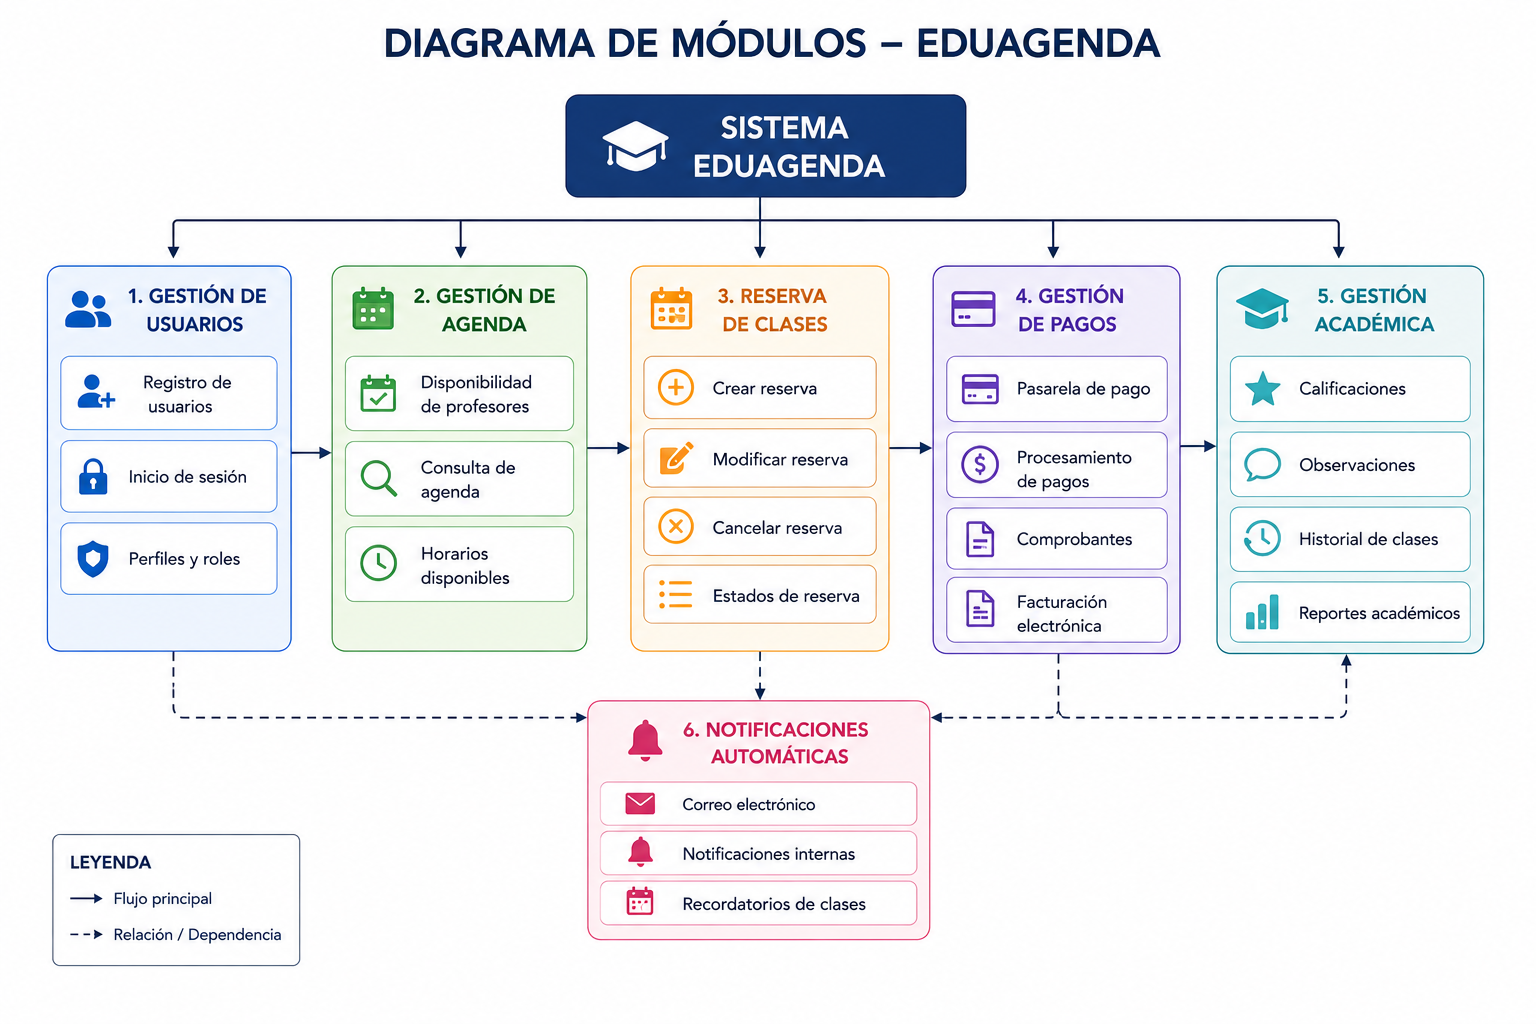 DIAGRAMA DE MÓDULOS – EDUAGENDA
SISTEMA
EDUAGENDA
1. GESTIÓN DE
USUARIOS
Registro de
usuarios
Inicio de sesión
Perfiles y roles
2. GESTIÓN DE
AGENDA
Disponibilidad
de profesores
Consulta de
agenda
Horarios
disponibles
3. RESERVA
DE CLASES
Crear reserva
Modificar reserva
Cancelar reserva
Estados de reserva
4. GESTIÓN
DE PAGOS
Pasarela de pago
Procesamiento
de pagos
Comprobantes
Facturación
electrónica
5. GESTIÓN
ACADÉMICA
Calificaciones
Observaciones
Historial de clases
Reportes académicos
6. NOTIFICACIONES
AUTOMÁTICAS
Correo electrónico
Notificaciones internas
Recordatorios de clases
LEYENDA
Flujo principal
Relación / Dependencia